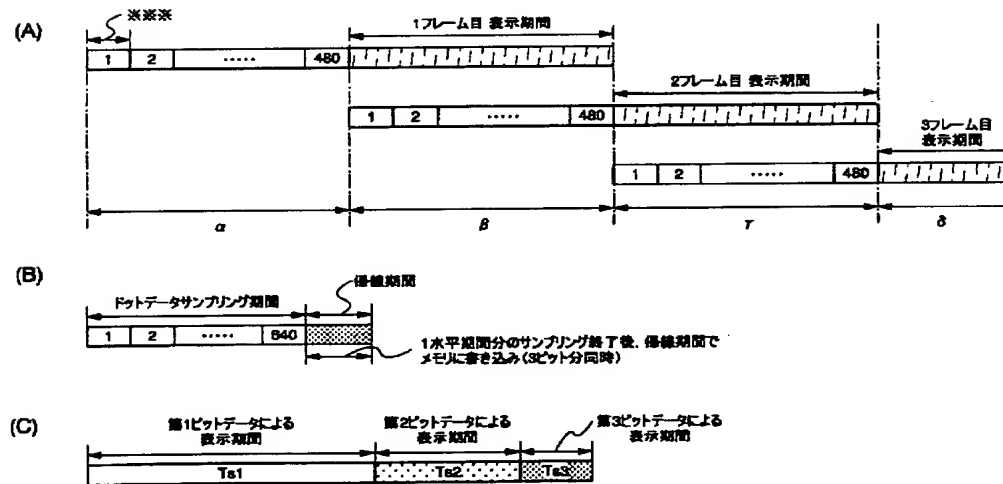 (A)
※※※
1フレーム目 表示期間
1 2 ····· 480
2フレーム目 表示期間
1 2 ····· 480
3フレーム目
表示期間
1 2 ····· 480
α β γ δ
(B)
帰線期間
ドットデータサンプリング期間
1 2 ····· 640
1水平期間分のサンプリング終了後、帰線期間で
メモリに書き込み(3ビット分同時)
(C)
第1ビットデータによる
表示期間
第2ビットデータによる
表示期間
第3ビットデータによる
表示期間
Ts1 Ts2 Ts3